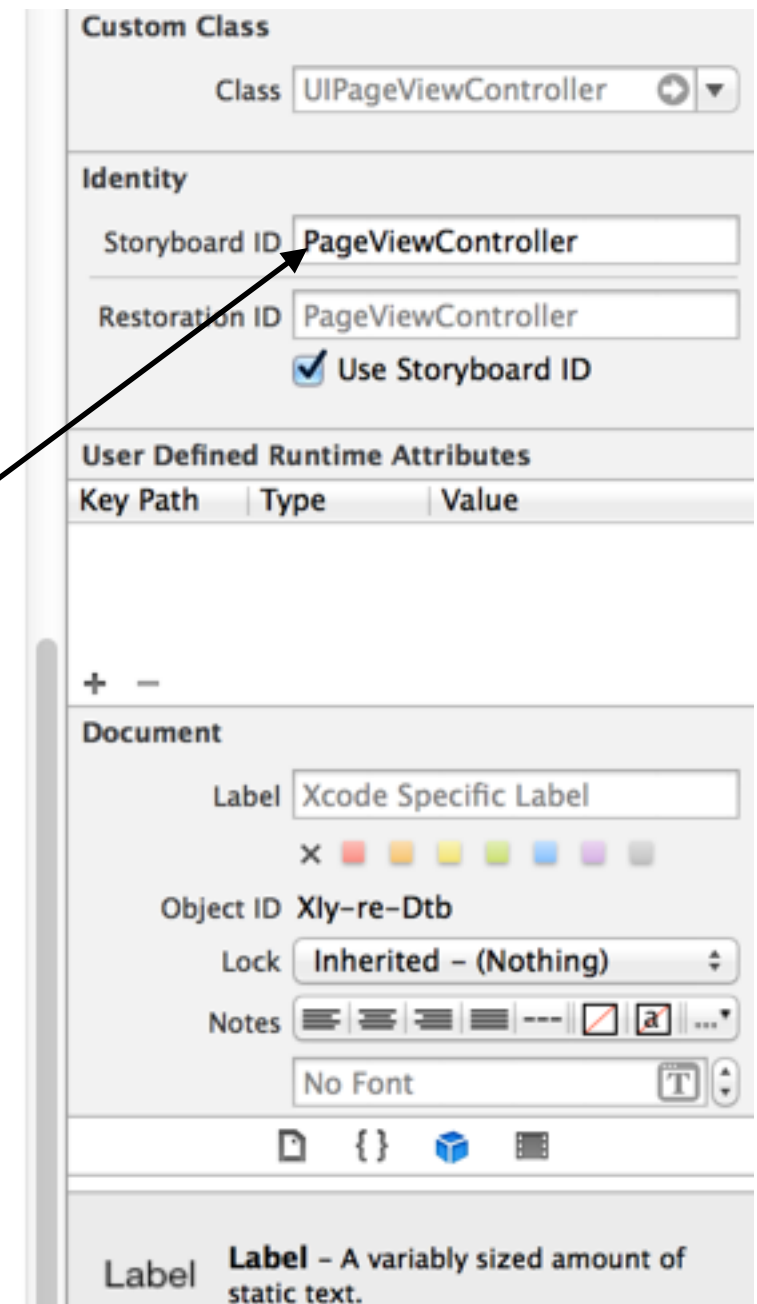 Custom Class
Class UIPageViewController
Identity
Storyboard ID PageViewController
Restoration ID PageViewController
Use Storyboard ID
User Defined Runtime Attributes
Key Path Type Value
+ −
Document
Label Xcode Specific Label
×
Object ID Xly-re-Dtb
Lock Inherited - (Nothing)
Notes --- a ...
No Font T
{}
Label Label - A variably sized amount of
static text.